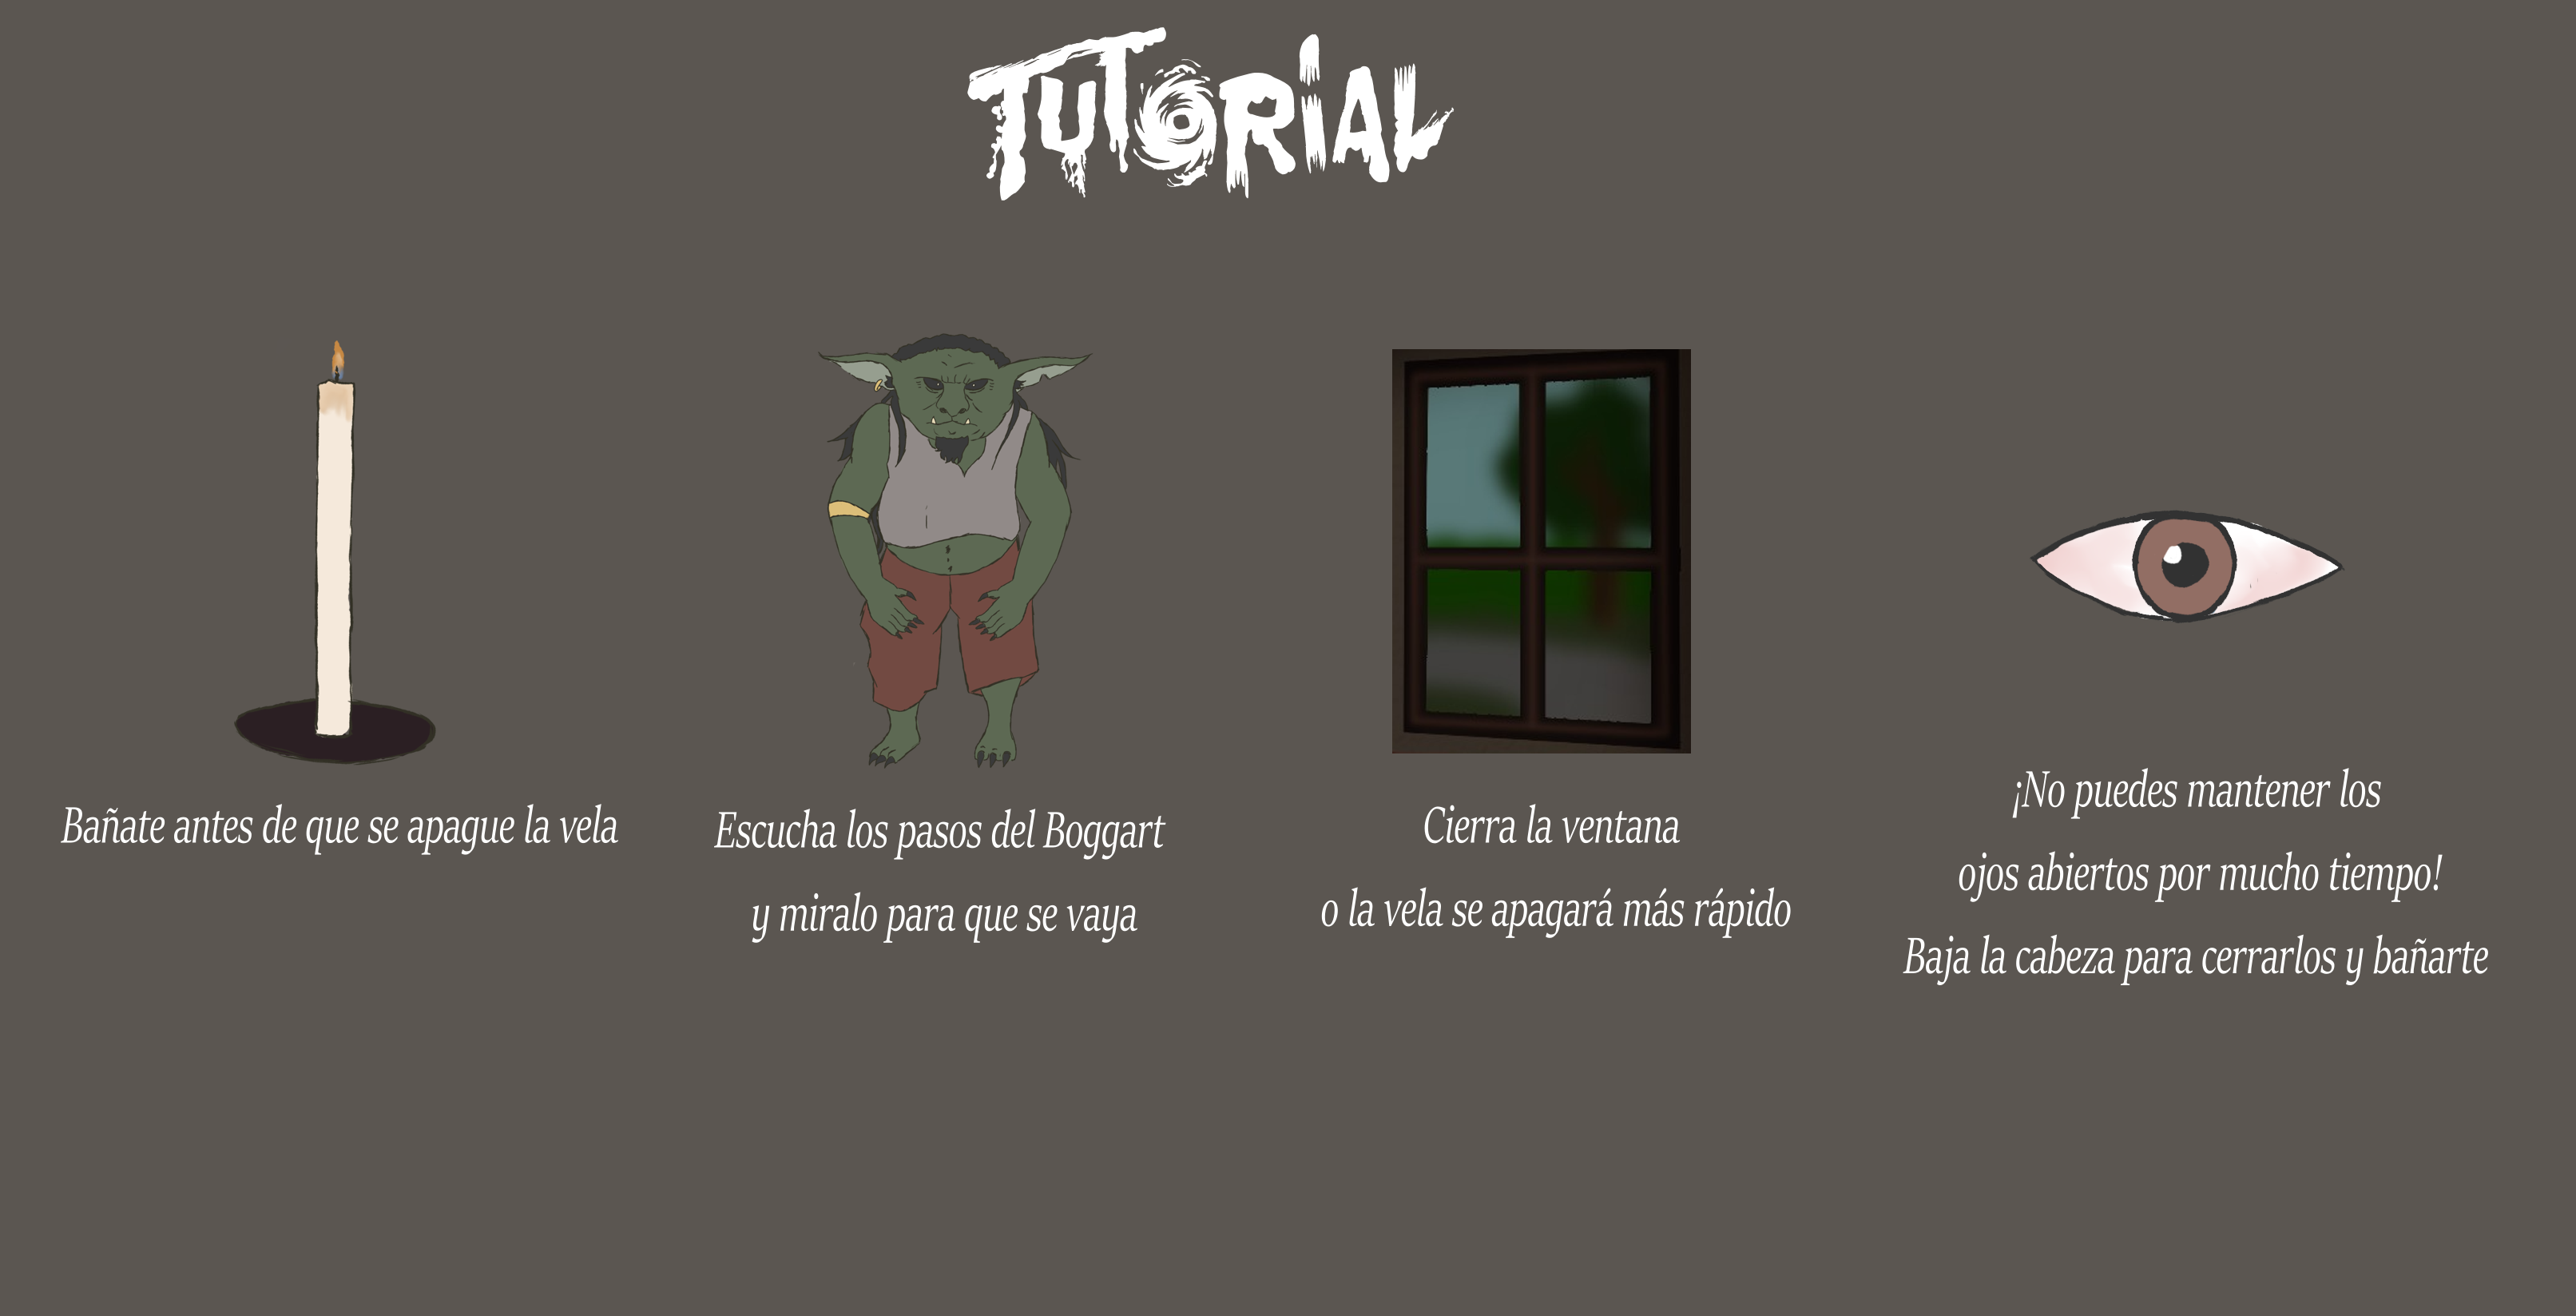 TUTORIAL
Bañate antes de que se apague la vela
Escucha los pasos del Boggart
y miralo para que se vaya
Cierra la ventana
o la vela se apagará más rápido
¡No puedes mantener los
ojos abiertos por mucho tiempo!
Baja la cabeza para cerrarlos y bañarte